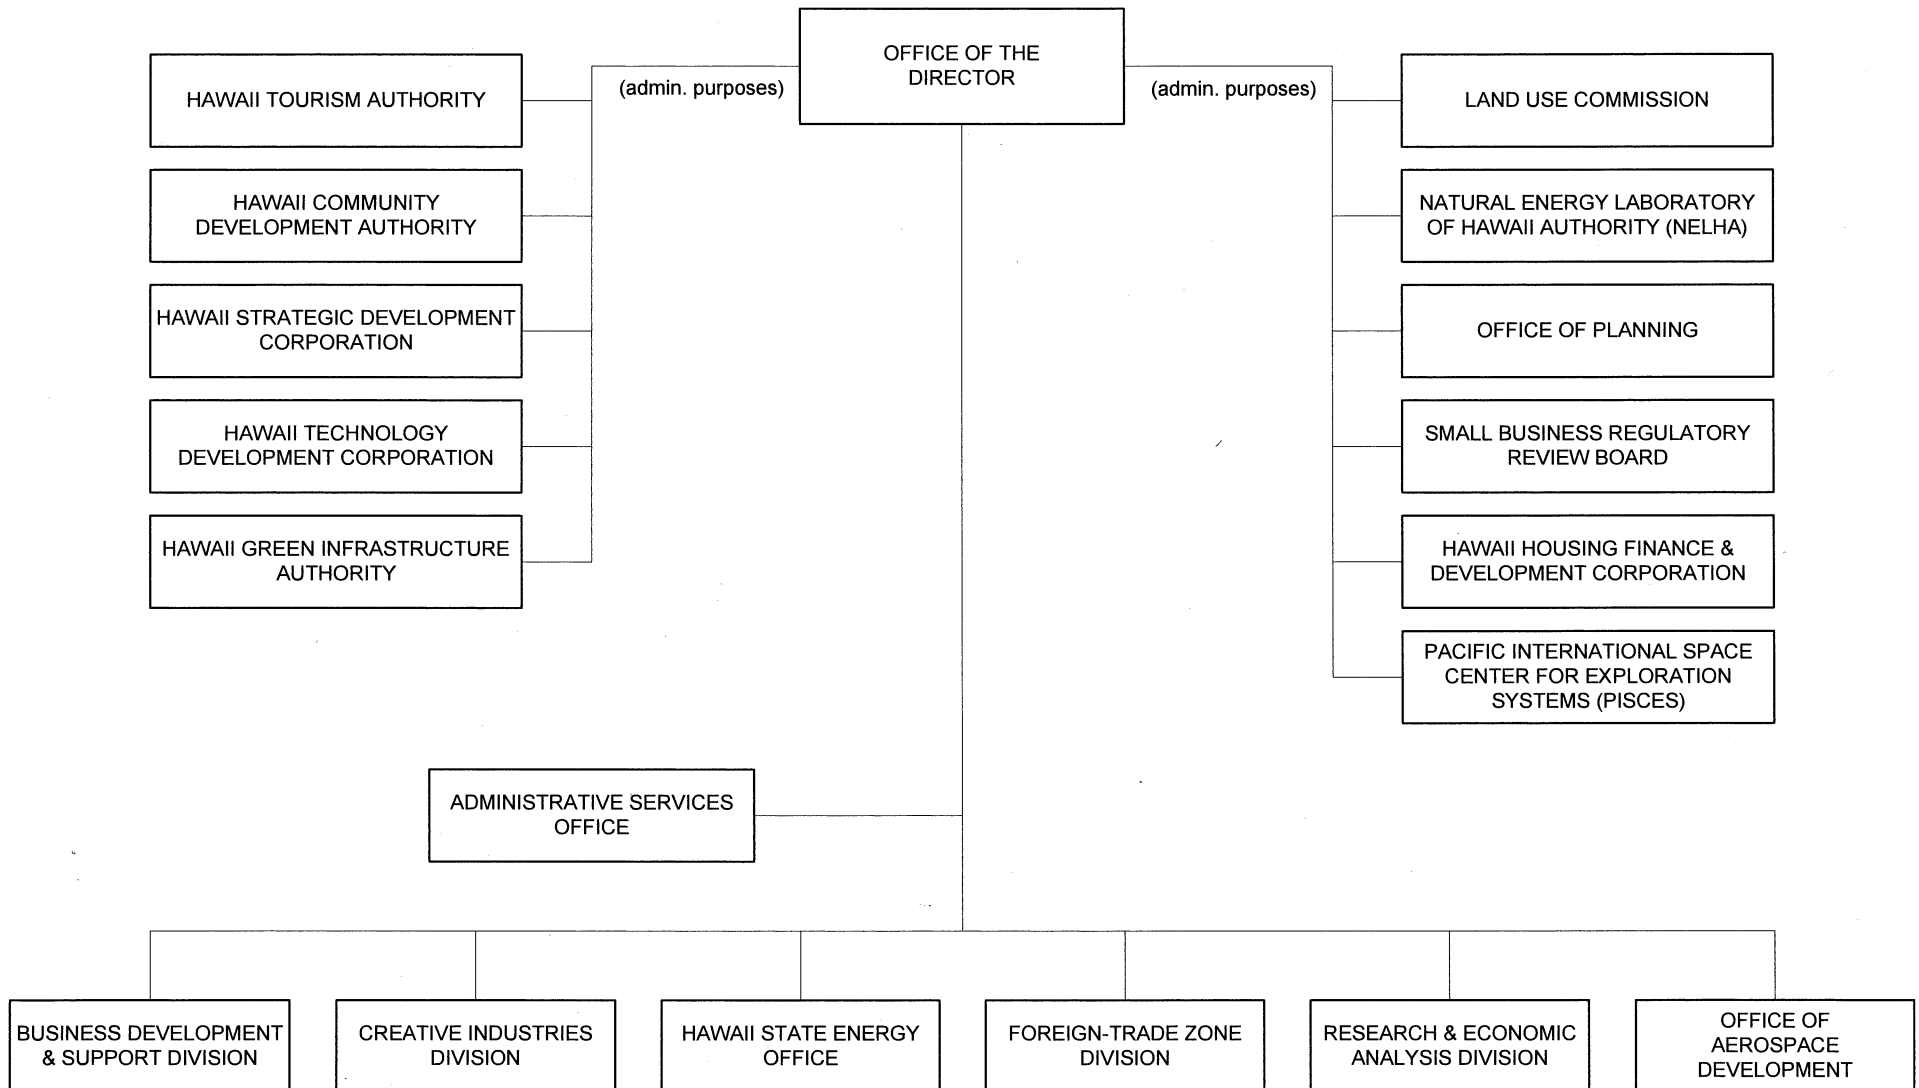 OFFICE OF THE
DIRECTOR
(admin. purposes)
(admin. purposes)
HAWAII TOURISM AUTHORITY
HAWAII COMMUNITY
DEVELOPMENT AUTHORITY
HAWAII STRATEGIC DEVELOPMENT
CORPORATION
HAWAII TECHNOLOGY
DEVELOPMENT CORPORATION
HAWAII GREEN INFRASTRUCTURE
AUTHORITY
LAND USE COMMISSION
NATURAL ENERGY LABORATORY
OF HAWAII AUTHORITY (NELHA)
OFFICE OF PLANNING
SMALL BUSINESS REGULATORY
REVIEW BOARD
HAWAII HOUSING FINANCE &
DEVELOPMENT CORPORATION
PACIFIC INTERNATIONAL SPACE
CENTER FOR EXPLORATION
SYSTEMS (PISCES)
ADMINISTRATIVE SERVICES
OFFICE
BUSINESS DEVELOPMENT
& SUPPORT DIVISION
CREATIVE INDUSTRIES
DIVISION
HAWAII STATE ENERGY
OFFICE
FOREIGN-TRADE ZONE
DIVISION
RESEARCH & ECONOMIC
ANALYSIS DIVISION
OFFICE OF
AEROSPACE
DEVELOPMENT